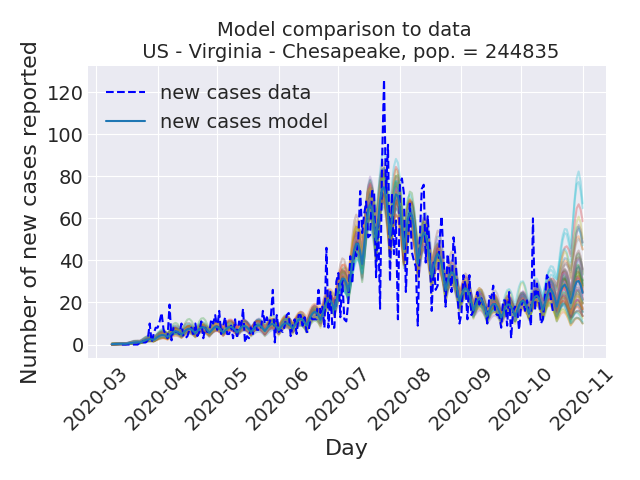 Model comparison to data
US - Virginia - Chesapeake, pop. = 244835
Number of new cases reported
120
100
80
60
40
20
0
new cases data
new cases model
2020-03
2020-04
2020-05
2020-06
2020-07
2020-08
2020-09
2020-10
2020-11
Day